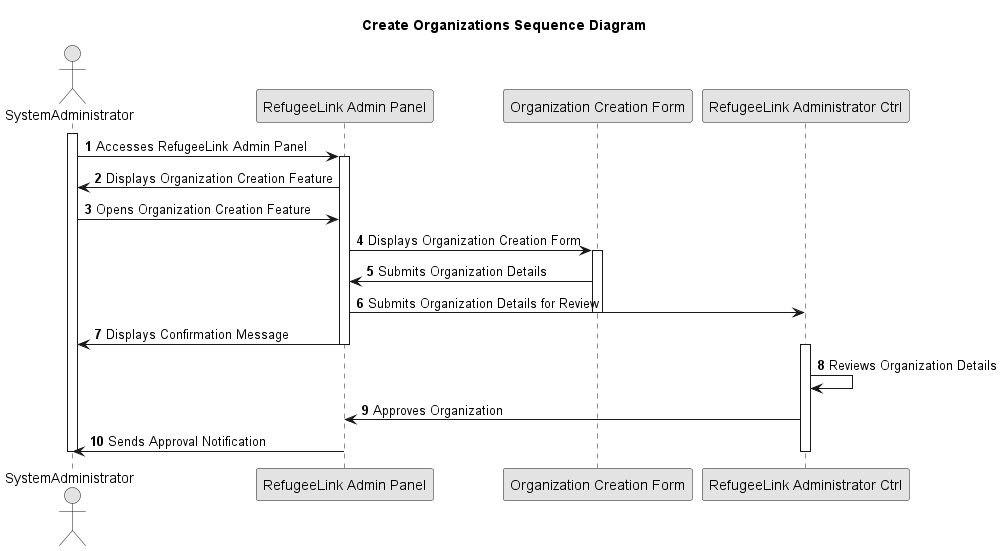 Create Organizations Sequence Diagram
SystemAdministrator
RefugeeLink Admin Panel
Organization Creation Form
RefugeeLink Administrator Ctrl
1 Accesses RefugeeLink Admin Panel
2 Displays Organization Creation Feature
3 Opens Organization Creation Feature
4 Displays Organization Creation Form
5 Submits Organization Details
6 Submits Organization Details for Review
7 Displays Confirmation Message
8 Reviews Organization Details
9 Approves Organization
10 Sends Approval Notification
SystemAdministrator
RefugeeLink Admin Panel
Organization Creation Form
RefugeeLink Administrator Ctrl